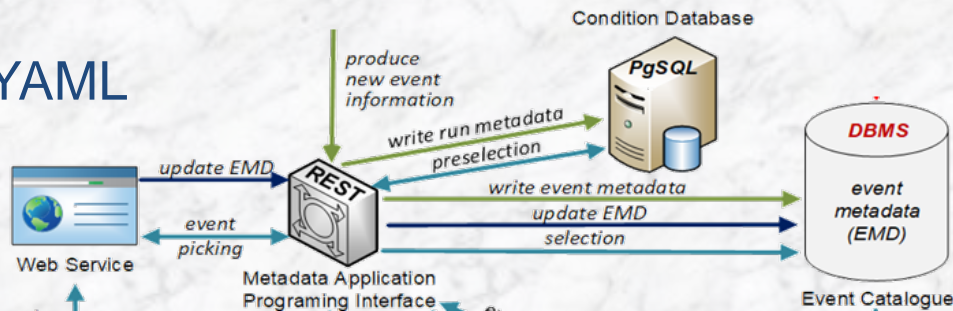 Condition Database
YAML
produce
new event
information
PgSQL
write run metadata
preselection
DBMS
update EMD
REST
write event metadata
event
metadata
(EMD)
update EMD
event
picking
selection
Web Service
Metadata Application
Programing Interface
Event Catalogue